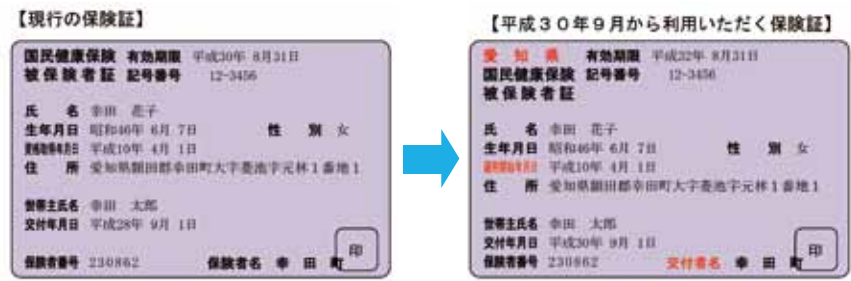 【現行の保険証】
国民健康保険 有効期限 平成30年 8月31日
被保険者証 記号番号 12-3456
氏 名 幸田 花子
生年月日 昭和46年 6月 7日 性 別 女
資格取得年月日 平成10年 4月 1日
住 所 愛知県額田郡幸田町大字菱池字元林1番地1
世帯主氏名 幸田 太郎
交付年月日 平成28年 9月 1日
保険者番号 230862 保険者名 幸田町
印
【平成30年9月から利用いただく保険証】
愛知県 有効期限 平成32年 8月31日
国民健康保険 記号番号 12-3456
被保険者証
氏 名 幸田 花子
生年月日 昭和46年 6月 7日 性 別 女
適用開始年月日 平成10年 4月 1日
住 所 愛知県額田郡幸田町大字菱池字元林1番地1
世帯主氏名 幸田 太郎
交付年月日 平成30年 9月 1日
保険者番号 230862 交付者名 幸田町
印